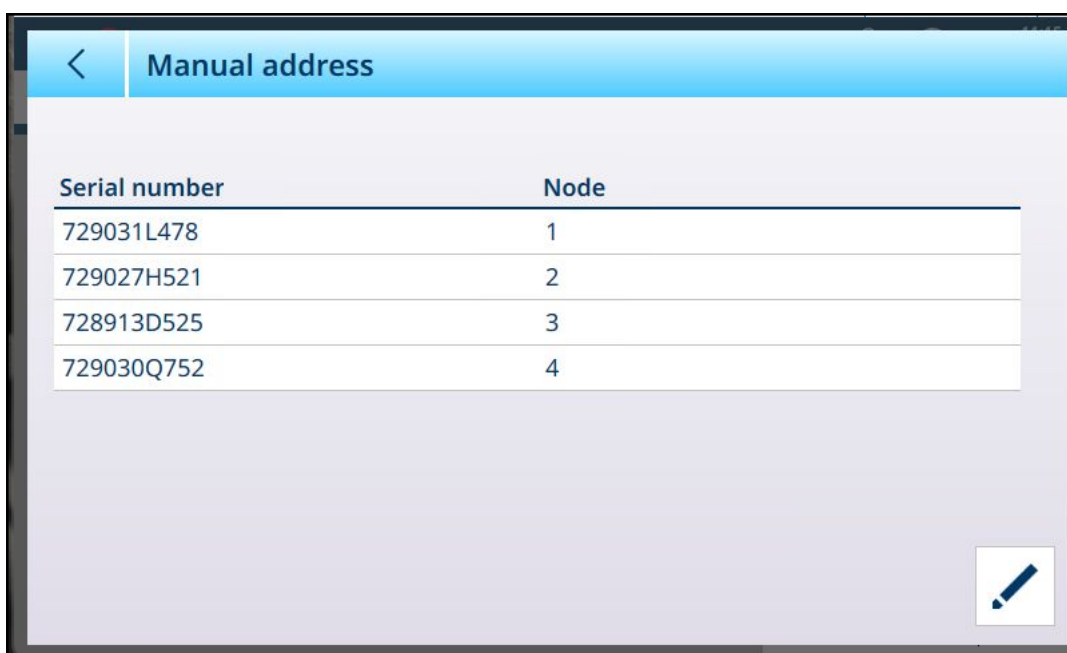 Manual address
Serial number Node
729031L478 1
729027H521 2
728913D525 3
729030Q752 4